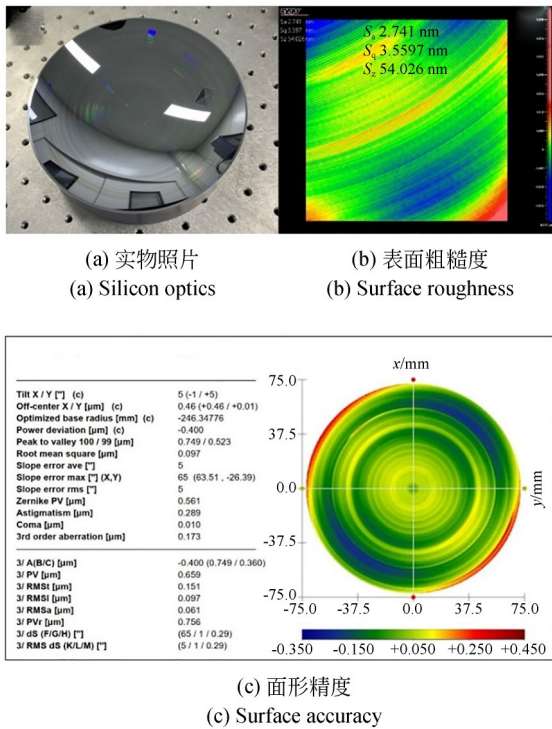 Sa 2.741 nm
Sq 3.5597 nm
Sz 54.026 nm
(a) 实物照片
(a) Silicon optics
(b) 表面粗糙度
(b) Surface roughness
Tilt X / Y ["] (c) 5 (-1 / +5)
Off-center X / Y [µm] (c) 0.46 (+0.46 / +0.01)
Optimized base radius [mm] (c) -246.34776
Power deviation [µm] (c) -0.400
Peak to valley 100 / 99 [µm] 0.749 / 0.523
Root mean square [µm] 0.097
Slope error ave ["] 5
Slope error max ["] (X,Y) 65 (63.51 , -26.39)
Slope error rms ["] 5
Zernike PV [µm] 0.561
Astigmatism [µm] 0.289
Coma [µm] 0.010
3rd order aberration [µm] 0.173
3/ A(B/C) [µm] -0.400 (0.749 / 0.360)
3/ PV [µm] 0.659
3/ RMSt [µm] 0.151
3/ RMSI [µm] 0.097
3/ RMSa [µm] 0.061
3/ PVr [µm] 0.756
3/ dS (F/G/H) ["] (65 / 1 / 0.29)
3/ RMS dS (K/L/M) ["] (5 / 1 / 0.29)
x/mm
75.0
37.5
0.0
-37.5
-75.0
-75.0 -37.5 0.0 37.5 75.0
-0.350 -0.150 +0.050 +0.250 +0.450
(c) 面形精度
(c) Surface accuracy